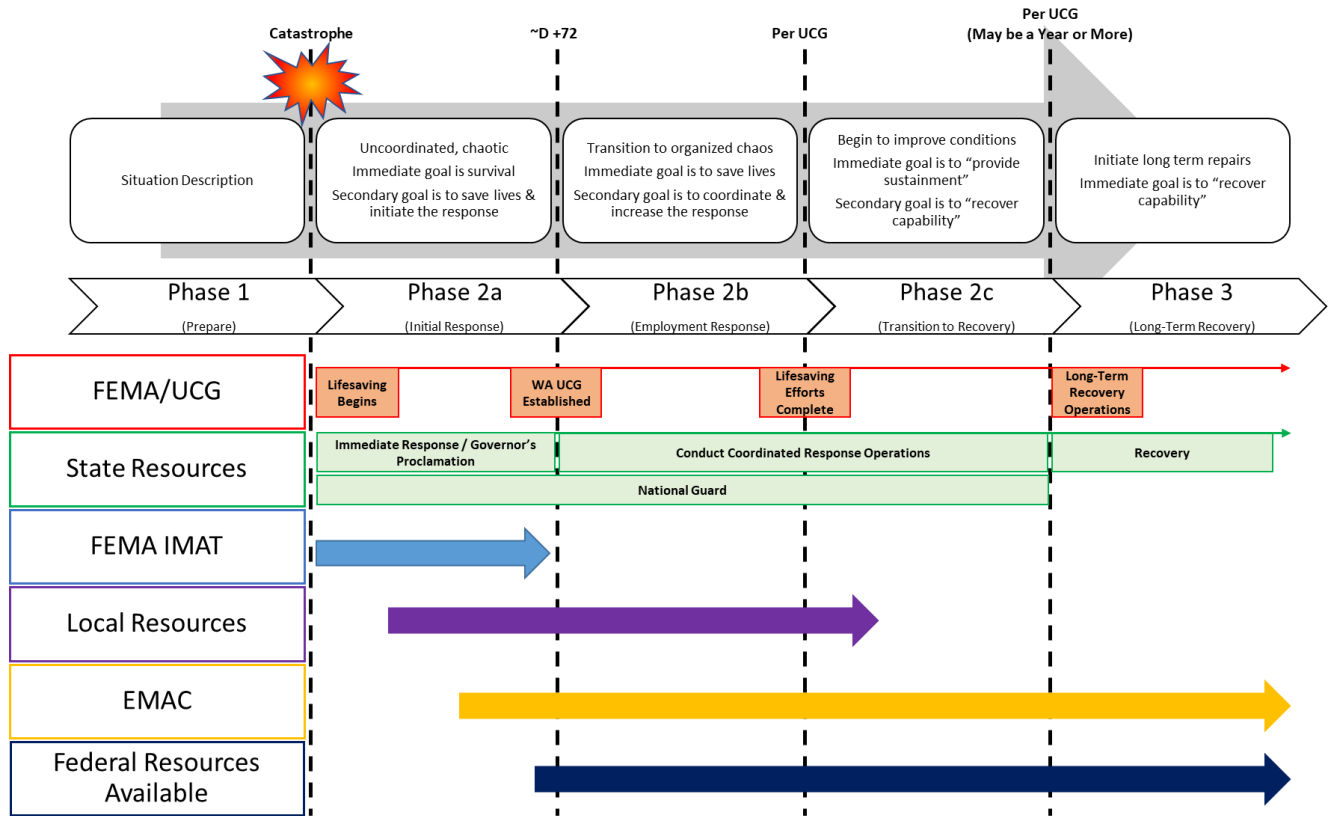 Catastrophe
~D +72
Per UCG
Per UCG
(May be a Year or More)
Situation Description
Uncoordinated, chaotic
Immediate goal is survival
Secondary goal is to save lives &
initiate the response
Transition to organized chaos
Immediate goal is to save lives
Secondary goal is to coordinate &
increase the response
Begin to improve conditions
Immediate goal is to “provide
sustainment”
Secondary goal is to “recover
capability”
Initiate long term repairs
Immediate goal is to “recover
capability”
Phase 1
(Prepare)
Phase 2a
(Initial Response)
Phase 2b
(Employment Response)
Phase 2c
(Transition to Recovery)
Phase 3
(Long-Term Recovery)
FEMA/UCG
Lifesaving
Begins
WA UCG
Established
Lifesaving
Efforts
Complete
Long-Term
Recovery
Operations
State Resources
Immediate Response / Governor’s
Proclamation
Conduct Coordinated Response Operations
Recovery
National Guard
FEMA IMAT
Local Resources
EMAC
Federal Resources
Available